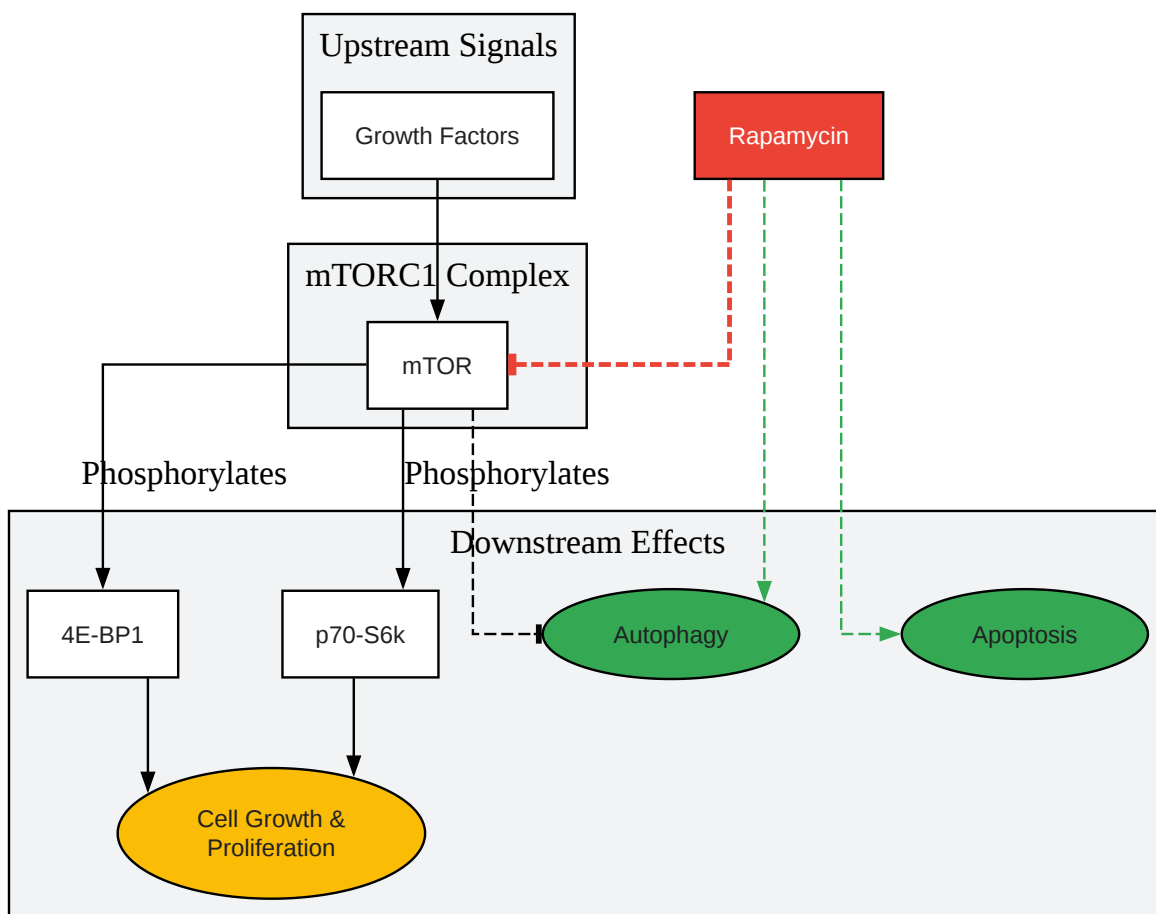 Upstream Signals
Growth Factors
Rapamycin
mTORC1 Complex
mTOR
Phosphorylates
Phosphorylates
Downstream Effects
4E-BP1
p70-S6k
Autophagy
Apoptosis
Cell Growth &
Proliferation